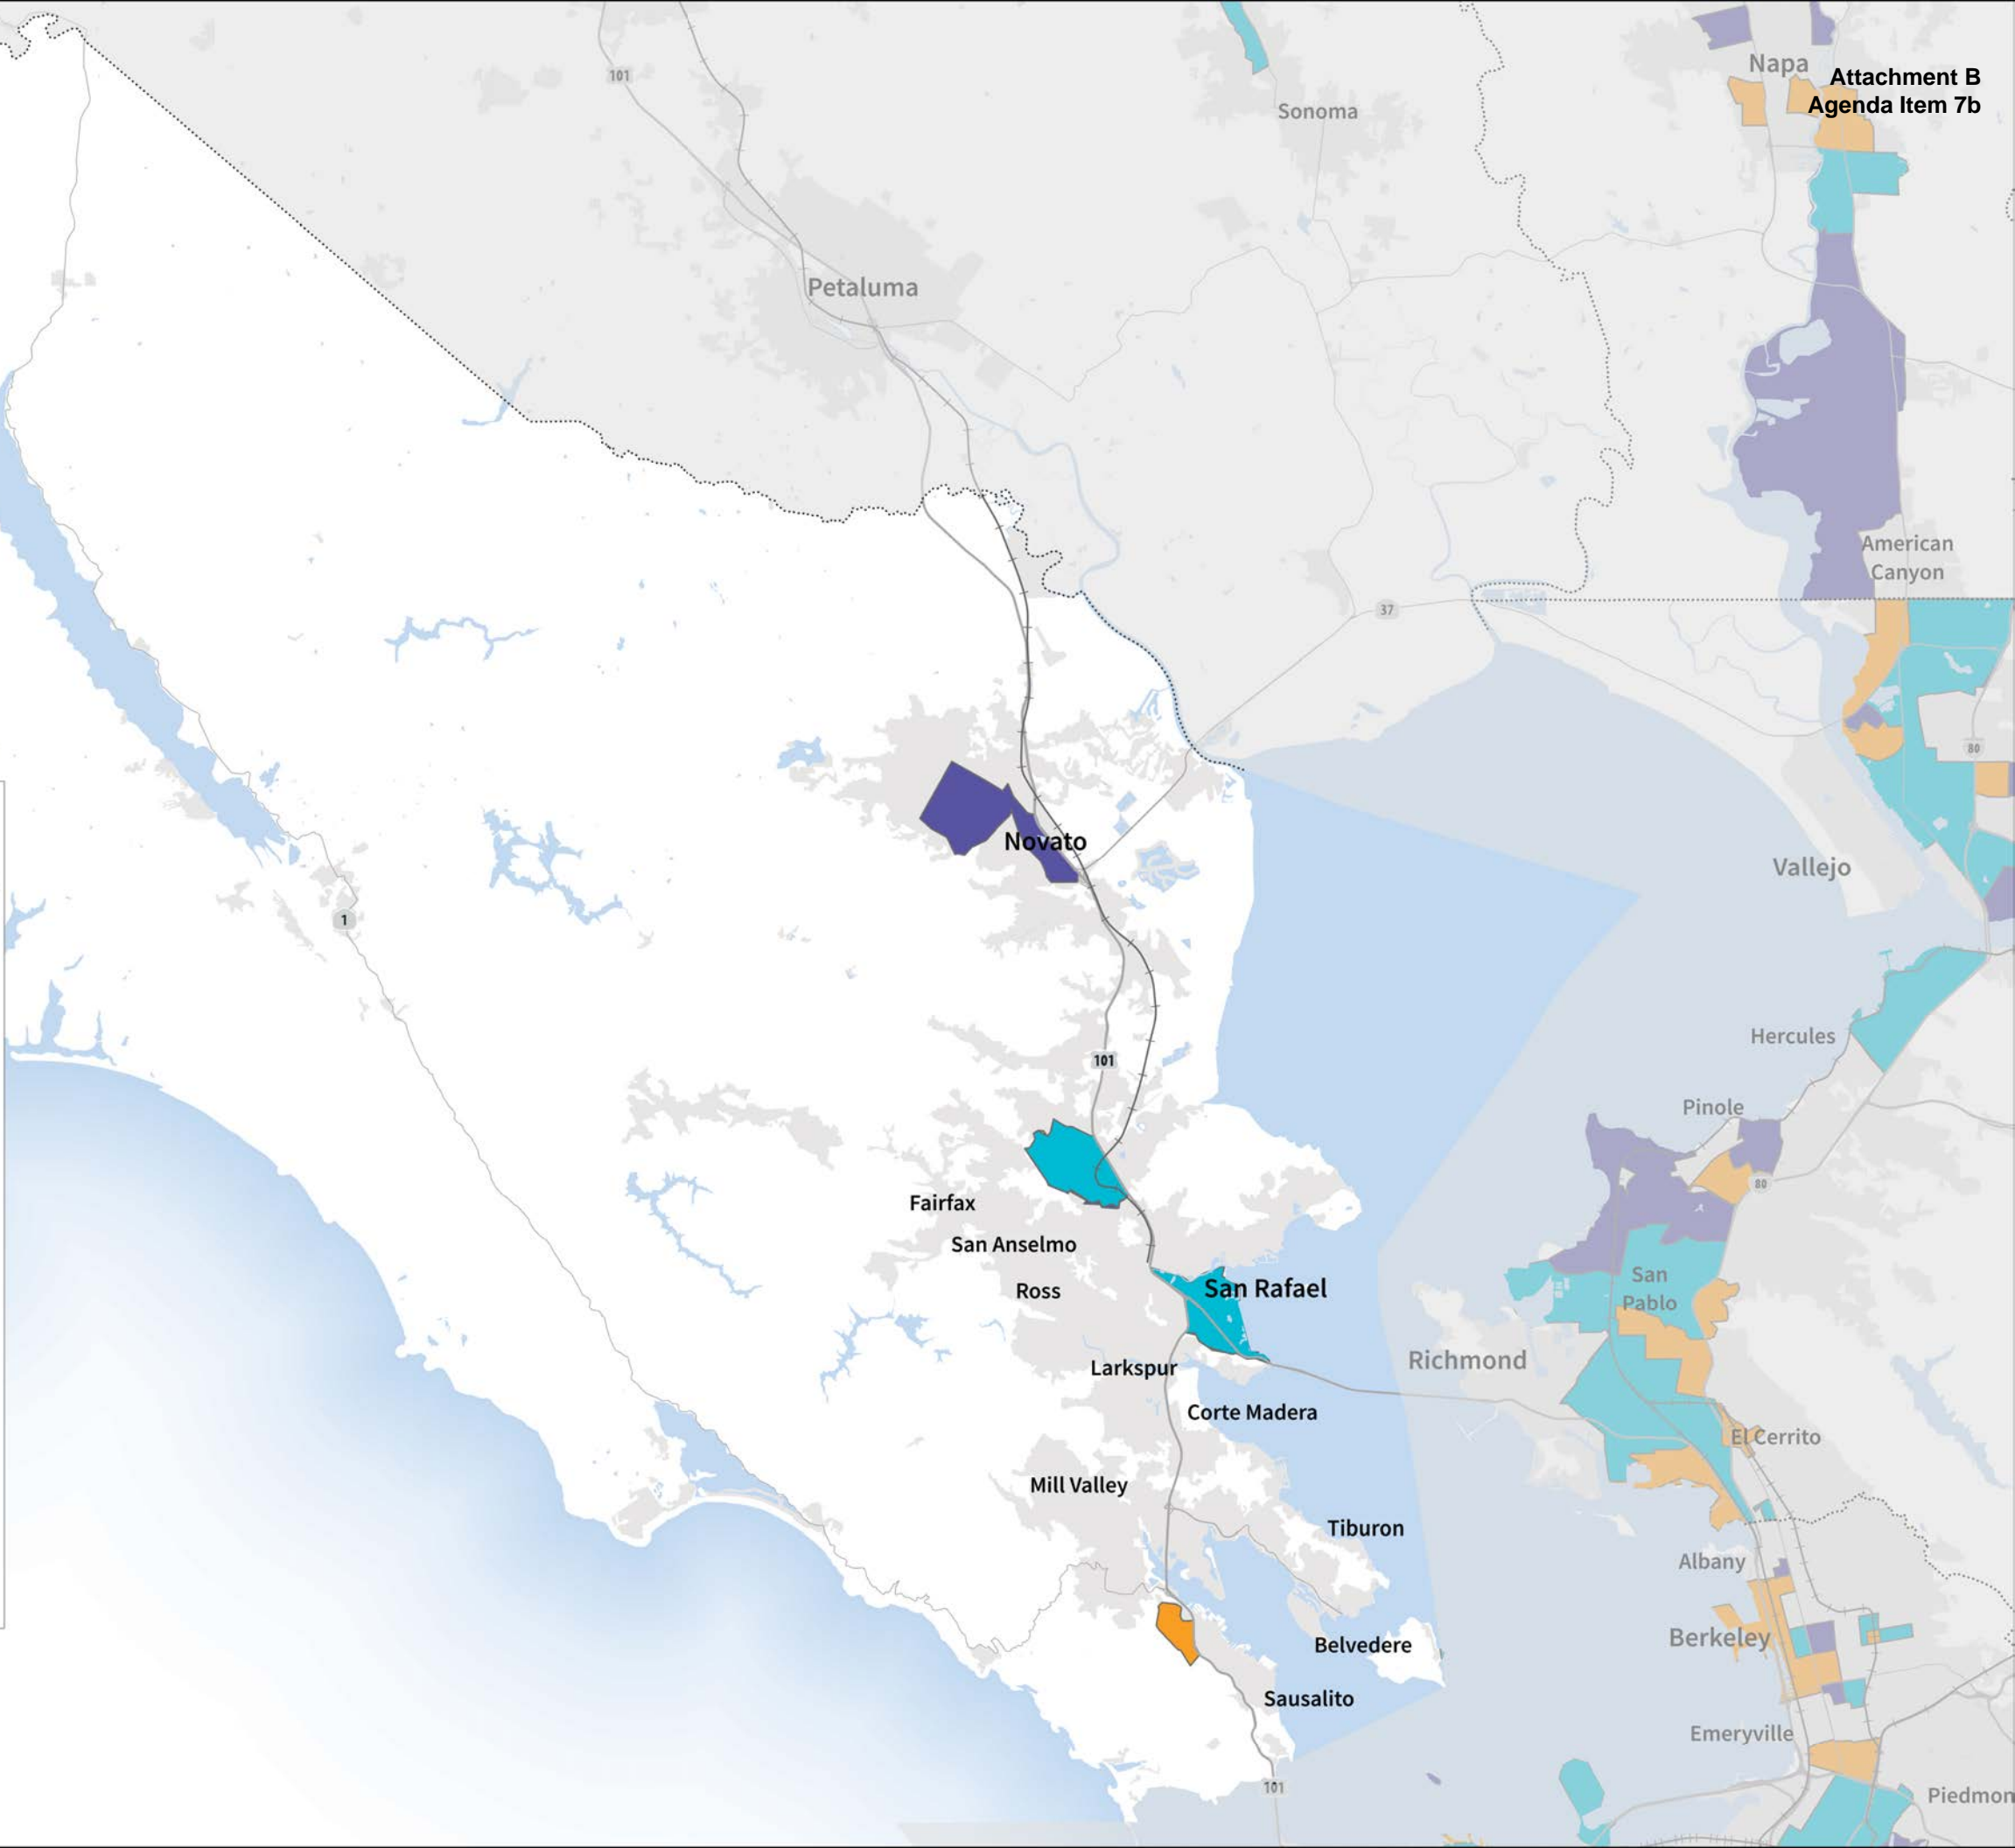 Attachment B
Agenda Item 7b
101
Napa
Sonoma
Petaluma
American
Canyon
37
80
Novato
Vallejo
1
Hercules
101
Pinole
80
Fairfax
San Anselmo
San
Pablo
Ross
San Rafael
Richmond
Larkspur
Corte Madera
El Cerrito
Mill Valley
Tiburon
Albany
Berkeley
Belvedere
Sausalito
Emeryville
101
Piedmon